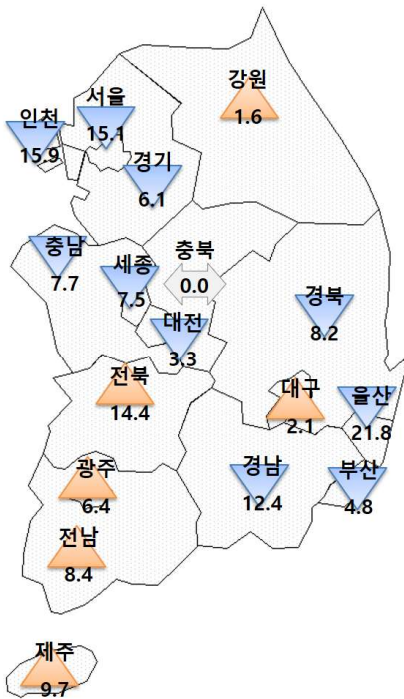 강원
1.6
서울
15.1
인천
15.9
경기
6.1
충남
7.7
세종
7.5
충북
0.0
대전
3.3
경북
8.2
전북
14.4
대구
2.1
울산
21.8
광주
6.4
경남
12.4
부산
4.8
전남
8.4
제주
9.7